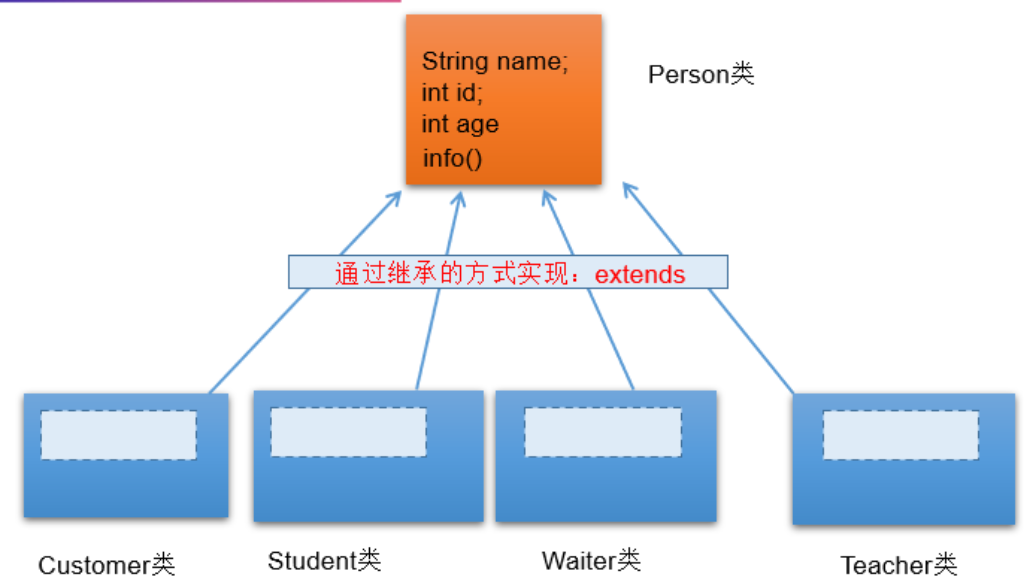 String name;
int id;
int age
info()
Person类
通过继承的方式实现：extends
Customer类
Student类
Waiter类
Teacher类